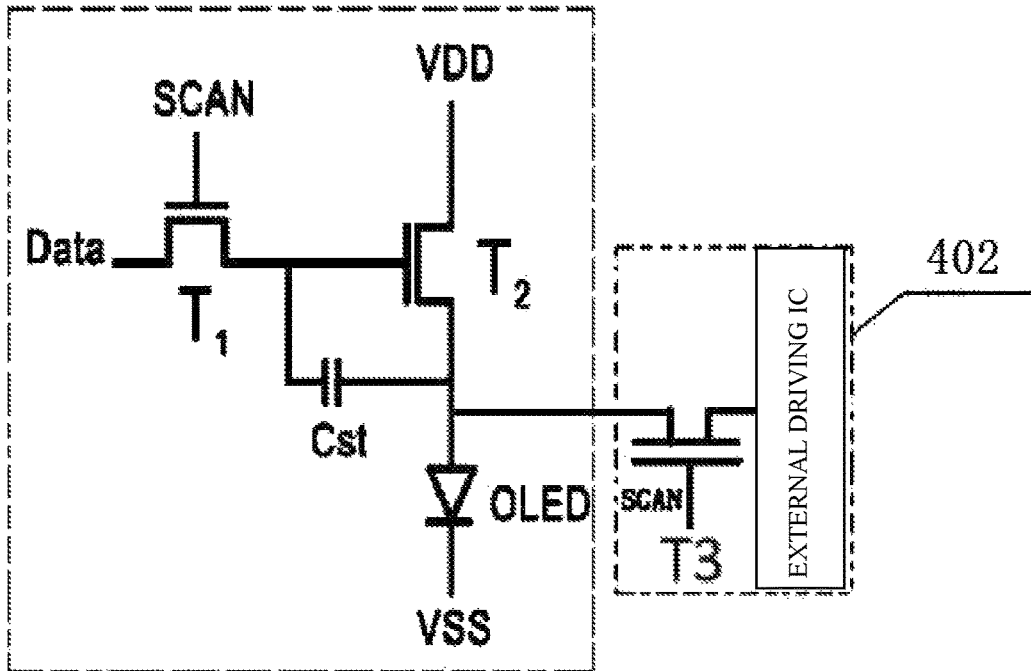 SCAN
VDD
Data
T1
T2
Cst
OLED
VSS
SCAN
T3
EXTERNAL DRIVING IC
402